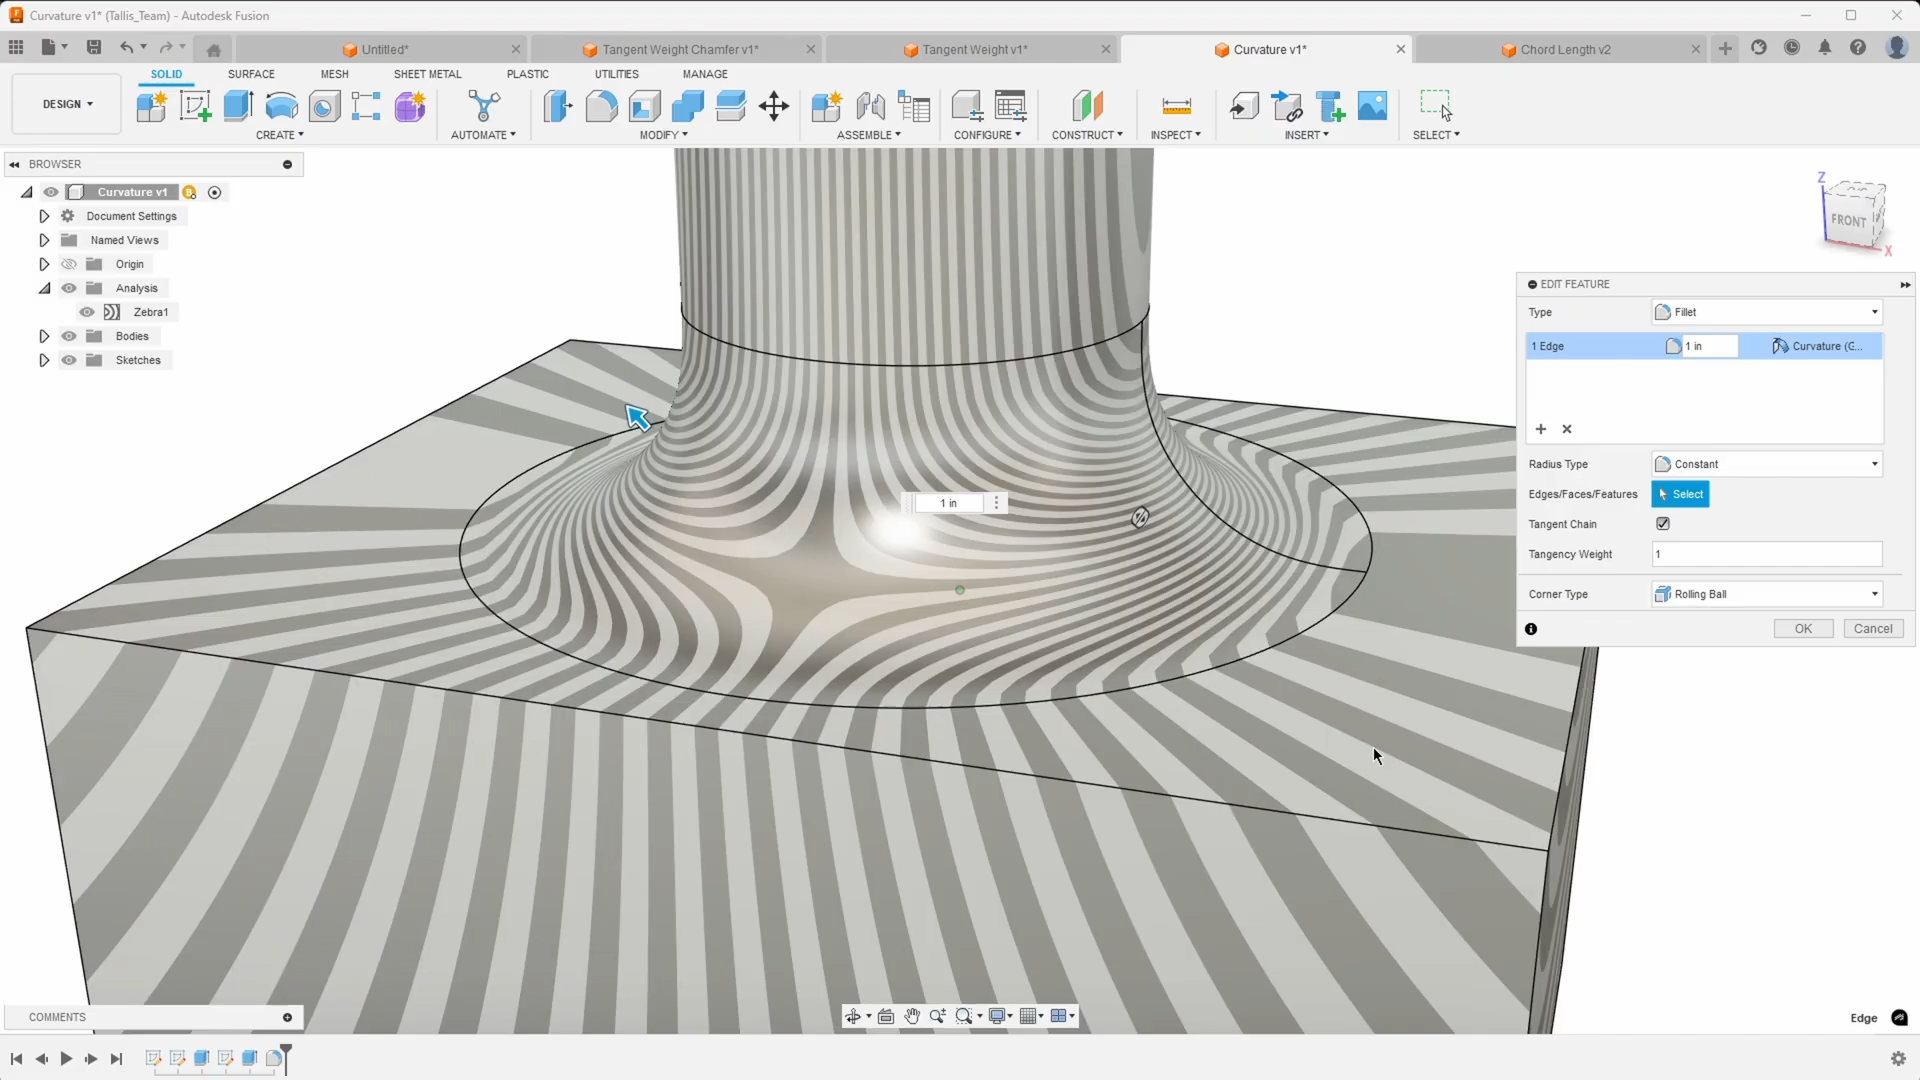 Curvature v1* (Tallis_Team) - Autodesk Fusion
Untitled*
Tangent Weight Chamfer v1*
Tangent Weight v1*
Curvature v1*
Chord Length v2
DESIGN
SOLID
SURFACE
MESH
SHEET METAL
PLASTIC
UTILITIES
MANAGE
CREATE
AUTOMATE
MODIFY
ASSEMBLE
CONFIGURE
CONSTRUCT
INSPECT
INSERT
SELECT
BROWSER
Curvature v1
Document Settings
Named Views
Origin
Analysis
Zebra1
Bodies
Sketches
Z
FRONT
X
1 in
EDIT FEATURE
Type
Fillet
1 Edge
1 in
Curvature (G...
Radius Type
Constant
Edges/Faces/Features
Select
Tangent Chain
Tangency Weight
1
Corner Type
Rolling Ball
OK
Cancel
COMMENTS
Edge